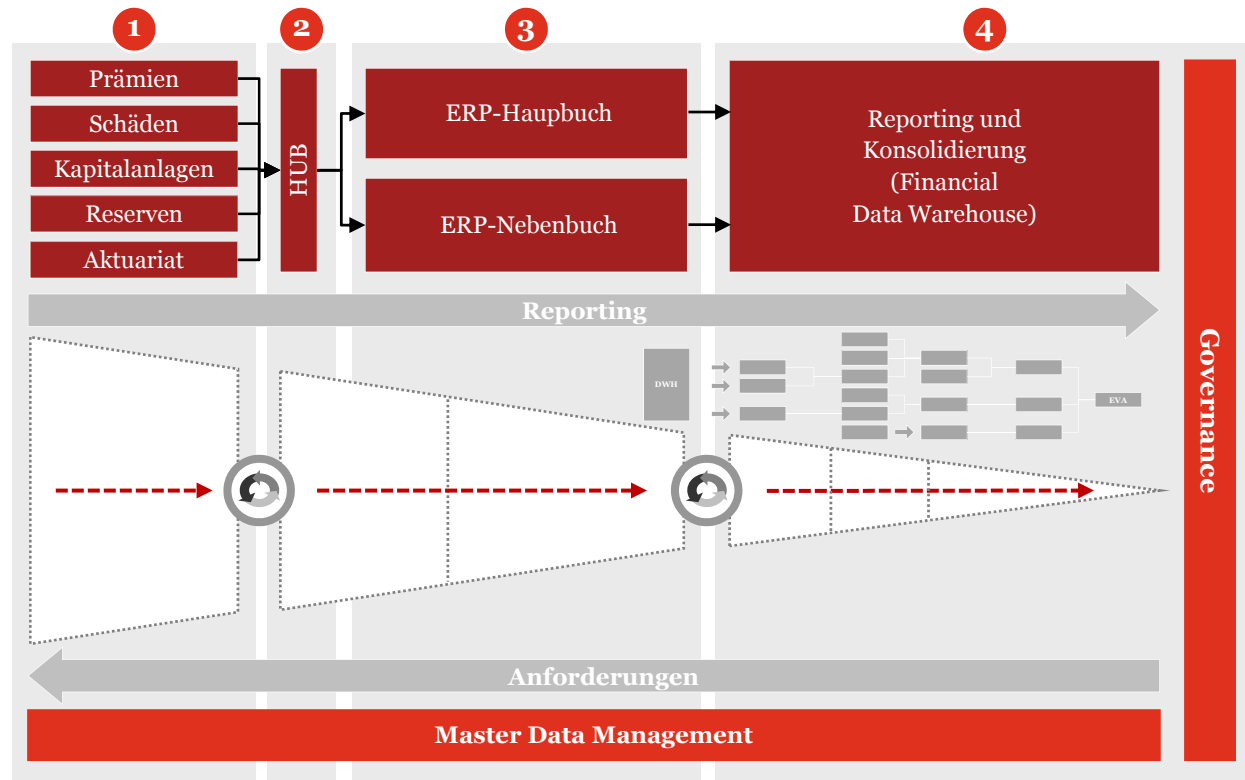 1
2
3
4
Prämien
Schäden
Kapitalanlagen
Reserven
Aktuariat
HUB
ERP-Haupbuch
ERP-Nebenbuch
Reporting und
Konsolidierung
(Financial
Data Warehouse)
Governance
Reporting
DWH
EVA
Anforderungen
Master Data Management